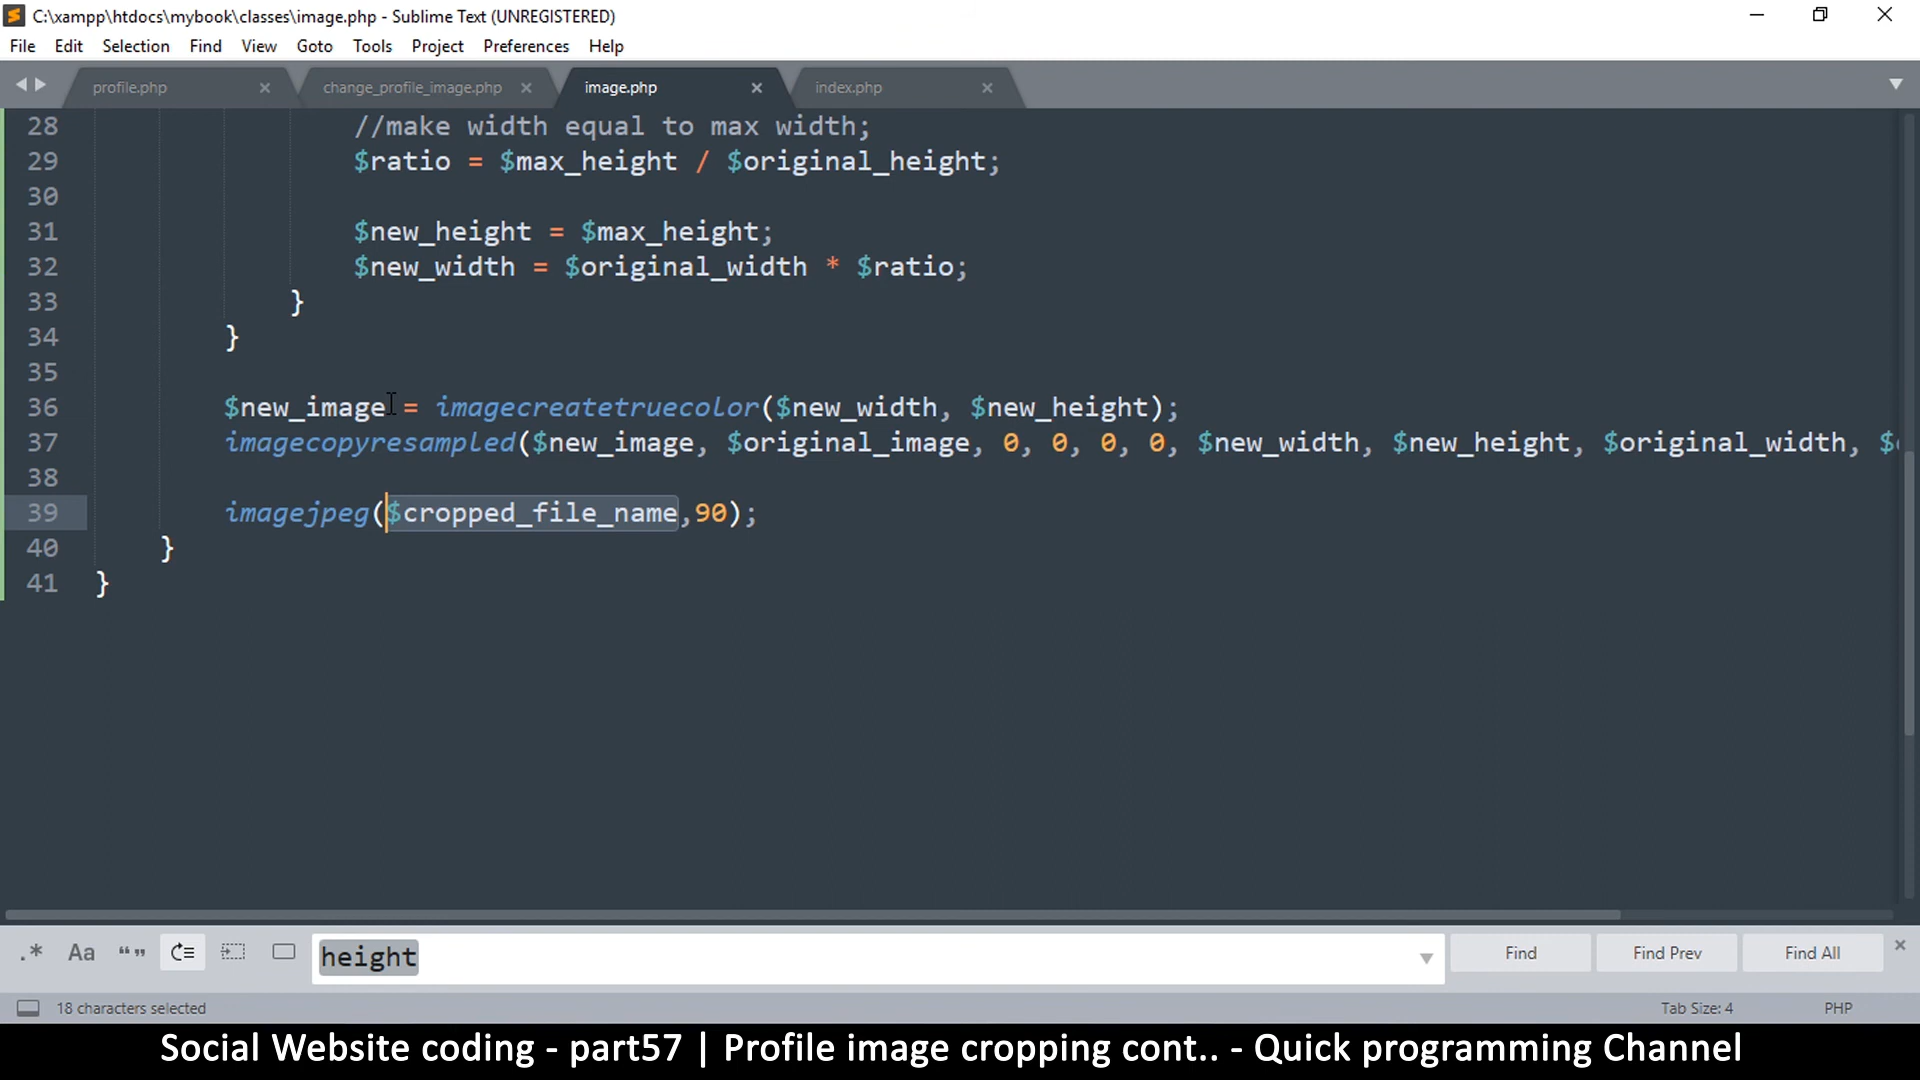 C:\xampp\htdocs\mybook\classes\image.php - Sublime Text (UNREGISTERED)
File Edit Selection Find View Goto Tools Project Preferences Help
profile.php change_profile_image.php image.php index.php
28 //make width equal to max width;
29 $ratio = $max_height / $original_height;
30
31 $new_height = $max_height;
32 $new_width = $original_width * $ratio;
33 }
34 }
35
36 $new_image = imagecreatetruecolor($new_width, $new_height);
37 imagecopyresampled($new_image, $original_image, 0, 0, 0, 0, $new_width, $new_height, $original_width, $
38
39 imagejpeg($cropped_file_name,90);
40 }
41 }
.* Aa “” height Find Find Prev Find All
18 characters selected Tab Size: 4 PHP
Social Website coding - part57 | Profile image cropping cont.. - Quick programming Channel